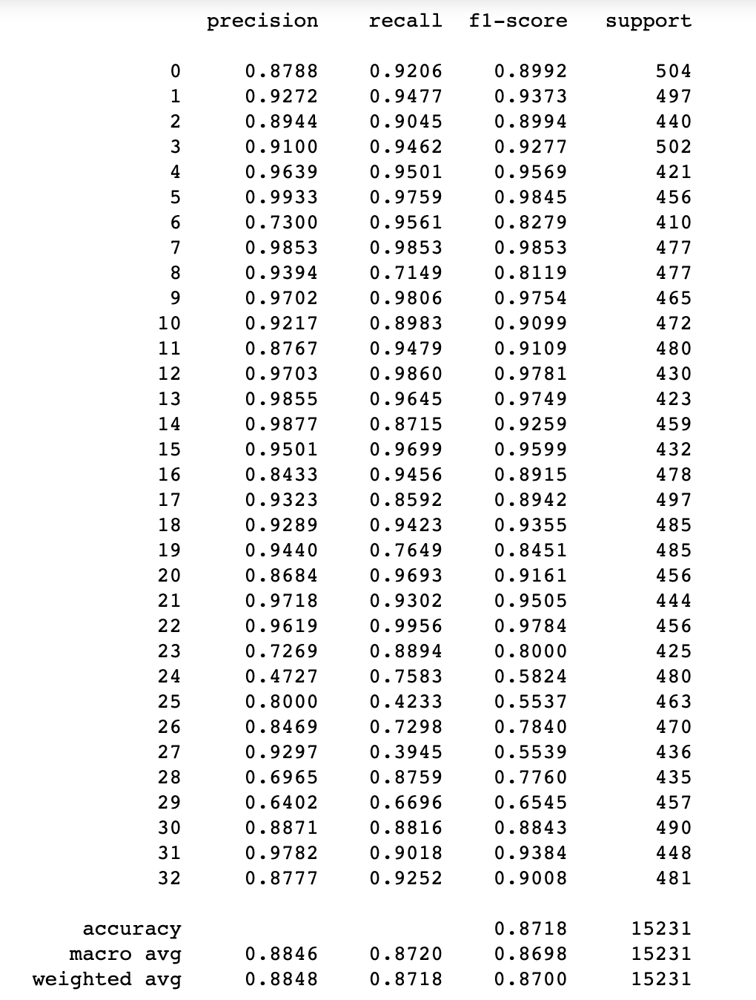 precision recall f1-score support
0 0.8788 0.9206 0.8992 504
1 0.9272 0.9477 0.9373 497
2 0.8944 0.9045 0.8994 440
3 0.9100 0.9462 0.9277 502
4 0.9639 0.9501 0.9569 421
5 0.9933 0.9759 0.9845 456
6 0.7300 0.9561 0.8279 410
7 0.9853 0.9853 0.9853 477
8 0.9394 0.7149 0.8119 477
9 0.9702 0.9806 0.9754 465
10 0.9217 0.8983 0.9099 472
11 0.8767 0.9479 0.9109 480
12 0.9703 0.9860 0.9781 430
13 0.9855 0.9645 0.9749 423
14 0.9877 0.8715 0.9259 459
15 0.9501 0.9699 0.9599 432
16 0.8433 0.9456 0.8915 478
17 0.9323 0.8592 0.8942 497
18 0.9289 0.9423 0.9355 485
19 0.9440 0.7649 0.8451 485
20 0.8684 0.9693 0.9161 456
21 0.9718 0.9302 0.9505 444
22 0.9619 0.9956 0.9784 456
23 0.7269 0.8894 0.8000 425
24 0.4727 0.7583 0.5824 480
25 0.8000 0.4233 0.5537 463
26 0.8469 0.7298 0.7840 470
27 0.9297 0.3945 0.5539 436
28 0.6965 0.8759 0.7760 435
29 0.6402 0.6696 0.6545 457
30 0.8871 0.8816 0.8843 490
31 0.9782 0.9018 0.9384 448
32 0.8777 0.9252 0.9008 481
accuracy 0.8718 15231
macro avg 0.8846 0.8720 0.8698 15231
weighted avg 0.8848 0.8718 0.8700 15231